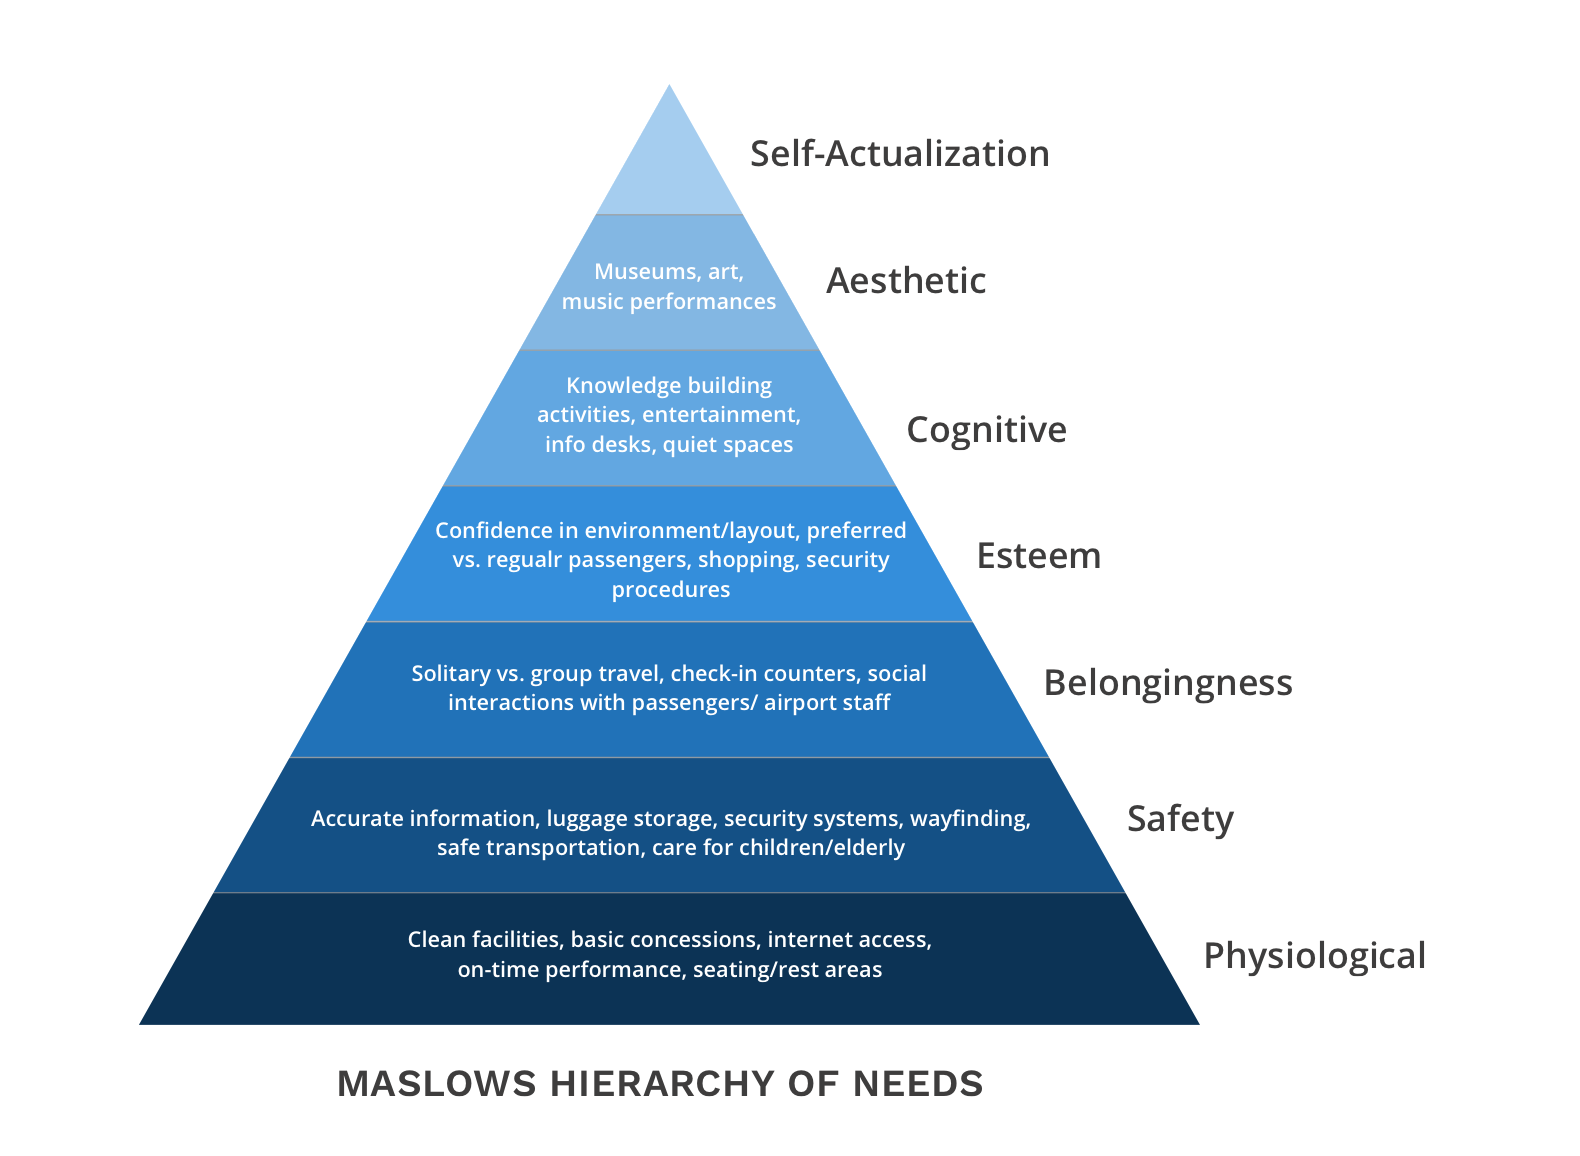 Self-Actualization
Museums, art,
music performances
Aesthetic
Knowledge building
activities, entertainment,
info desks, quiet spaces
Cognitive
Confidence in environment/layout, preferred
vs. regualr passengers, shopping, security
procedures
Esteem
Solitary vs. group travel, check-in counters, social
interactions with passengers/ airport staff
Belongingness
Accurate information, luggage storage, security systems, wayfinding,
safe transportation, care for children/elderly
Safety
Clean facilities, basic concessions, internet access,
on-time performance, seating/rest areas
Physiological
MASLOWS HIERARCHY OF NEEDS